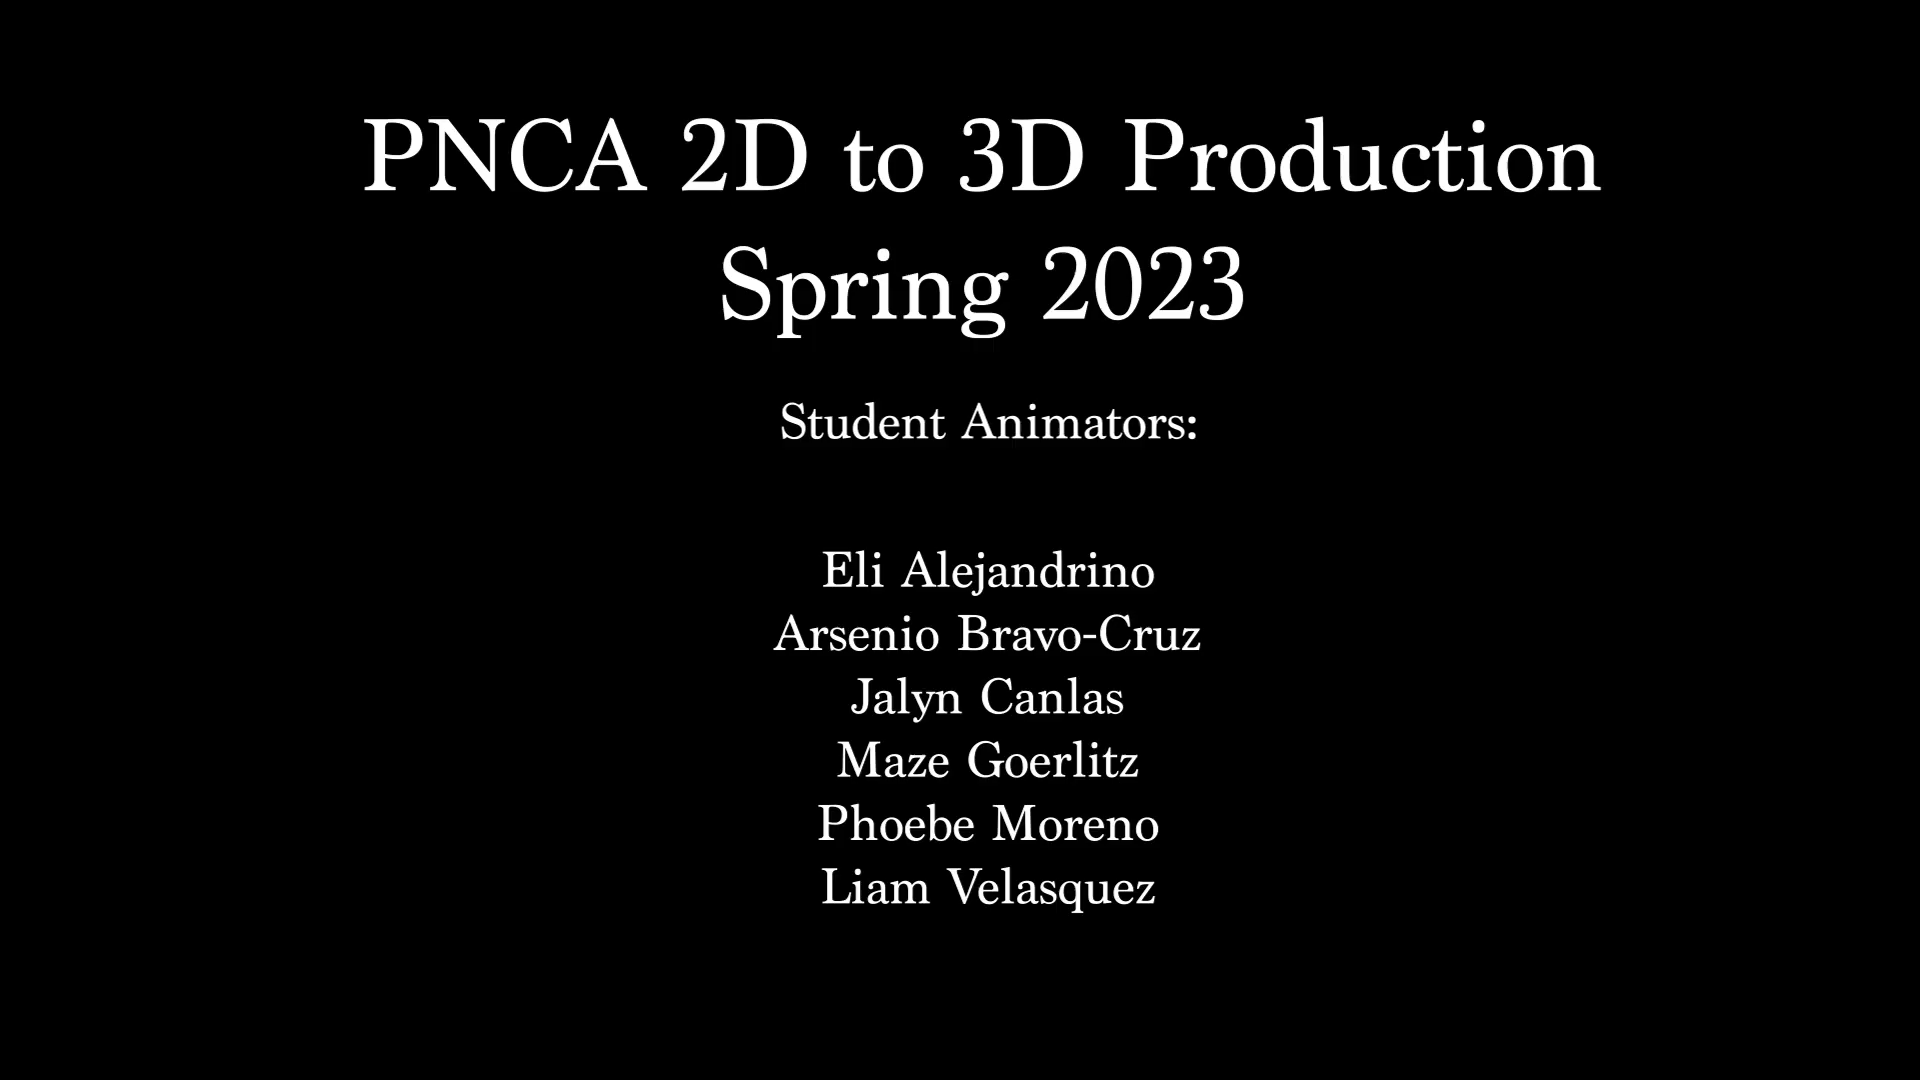 PNCA 2D to 3D Production
Spring 2023
Student Animators:
Eli Alejandrino
Arsenio Bravo-Cruz
Jalyn Canlas
Maze Goerlitz
Phoebe Moreno
Liam Velasquez